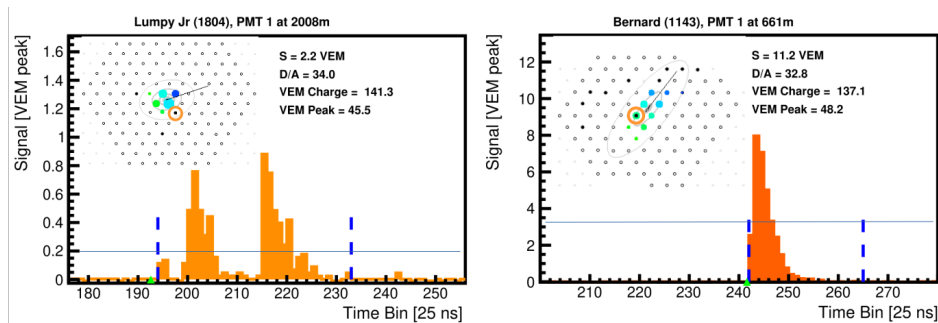 Lumpy Jr (1804), PMT 1 at 2008m
Signal [VEM peak]
1.6
1.4
1.2
1
0.8
0.6
0.4
0.2
0
S = 2.2 VEM
D/A = 34.0
VEM Charge = 141.3
VEM Peak = 45.5
180 190 200 210 220 230 240 250
Time Bin [25 ns]
Bernard (1143), PMT 1 at 661m
Signal [VEM peak]
12
10
8
6
4
2
0
S = 11.2 VEM
D/A = 32.8
VEM Charge = 137.1
VEM Peak = 48.2
210 220 230 240 250 260 270
Time Bin [25 ns]